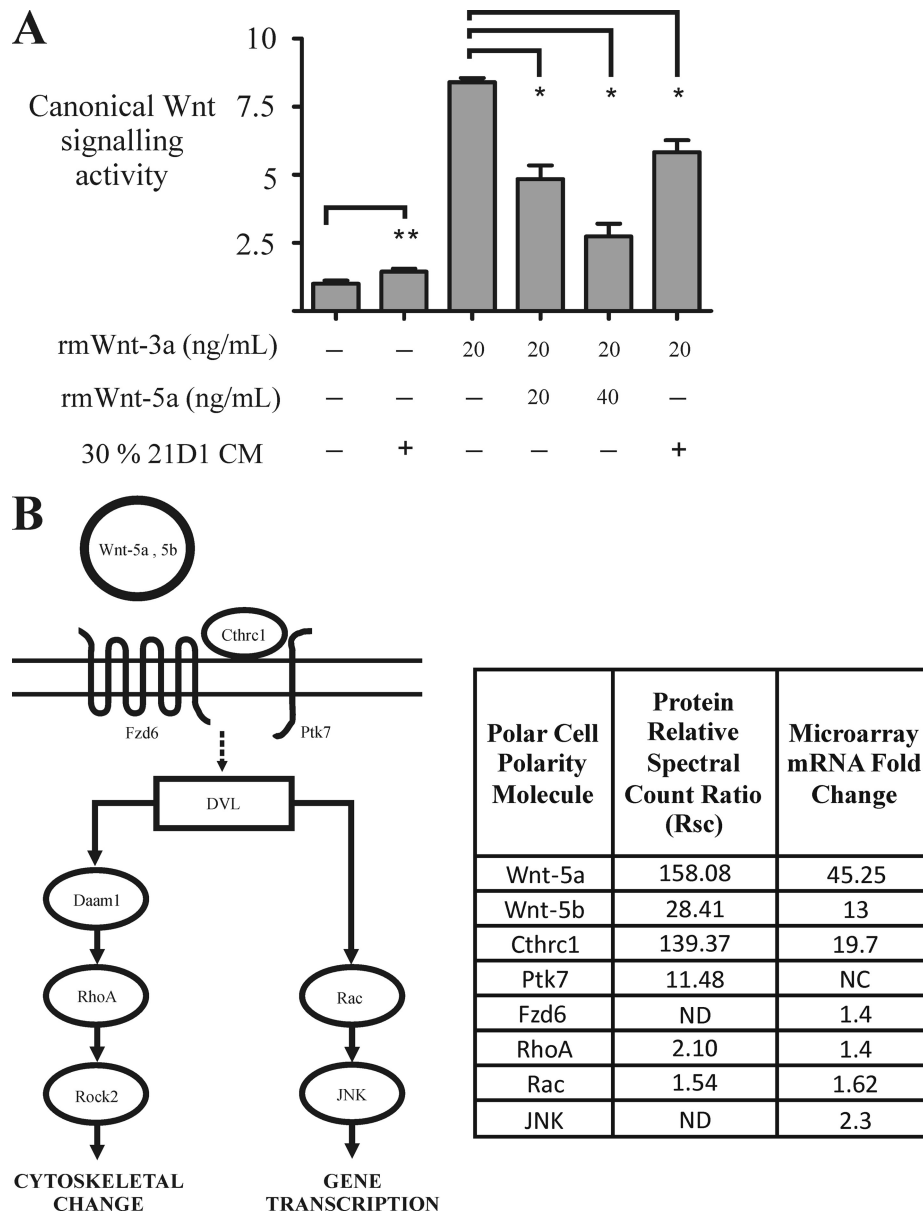 A
Canonical Wnt
signalling
activity
10
7.5
5
2.5
**
*
*
*
rmWnt-3a (ng/mL) – – 20 20 20 20
rmWnt-5a (ng/mL) – – – 20 40 –
30 % 21D1 CM – + – – – +
B
Wnt-5a , 5b
Cthrc1
Fzd6
Ptk7
DVL
Daam1
RhoA
Rac
Rock2
JNK
CYTOSKELETAL
CHANGE
GENE
TRANSCRIPTION
Polar Cell
Polarity
Molecule
Protein
Relative
Spectral
Count Ratio
(Rsc)
Microarray
mRNA Fold
Change
Wnt-5a 158.08 45.25
Wnt-5b 28.41 13
Cthrc1 139.37 19.7
Ptk7 11.48 NC
Fzd6 ND 1.4
RhoA 2.10 1.4
Rac 1.54 1.62
JNK ND 2.3